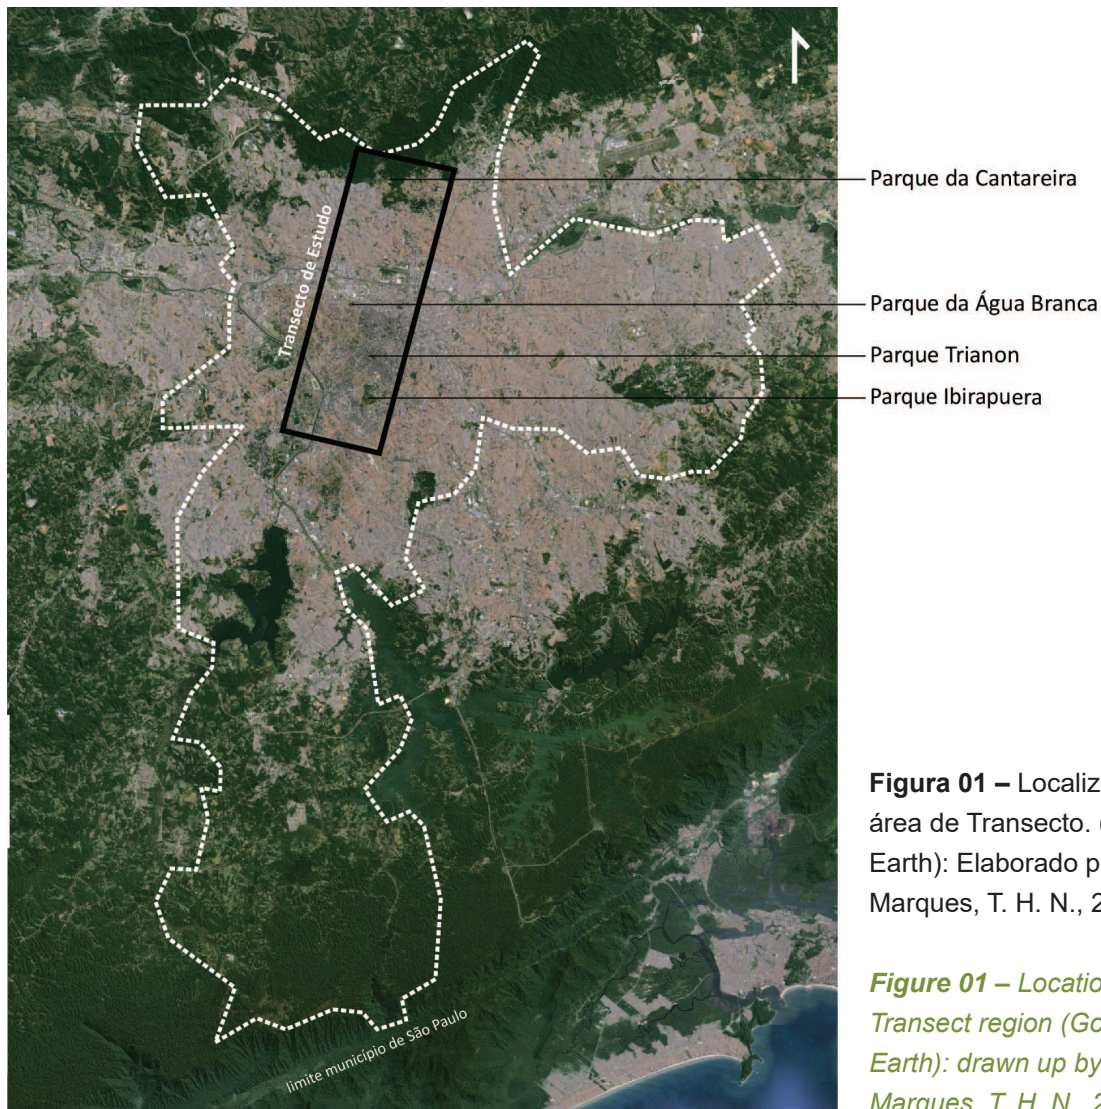 Parque da Cantareira
Transecto de Estudo
Parque da Água Branca
Parque Trianon
Parque Ibirapuera
limite município de São Paulo
Figura 01 – Localiz
área de Transecto. (
Earth): Elaborado p
Marques, T. H. N., 2
Figure 01 – Locatio
Transect region (Go
Earth): drawn up by
Marques, T. H. N., 2